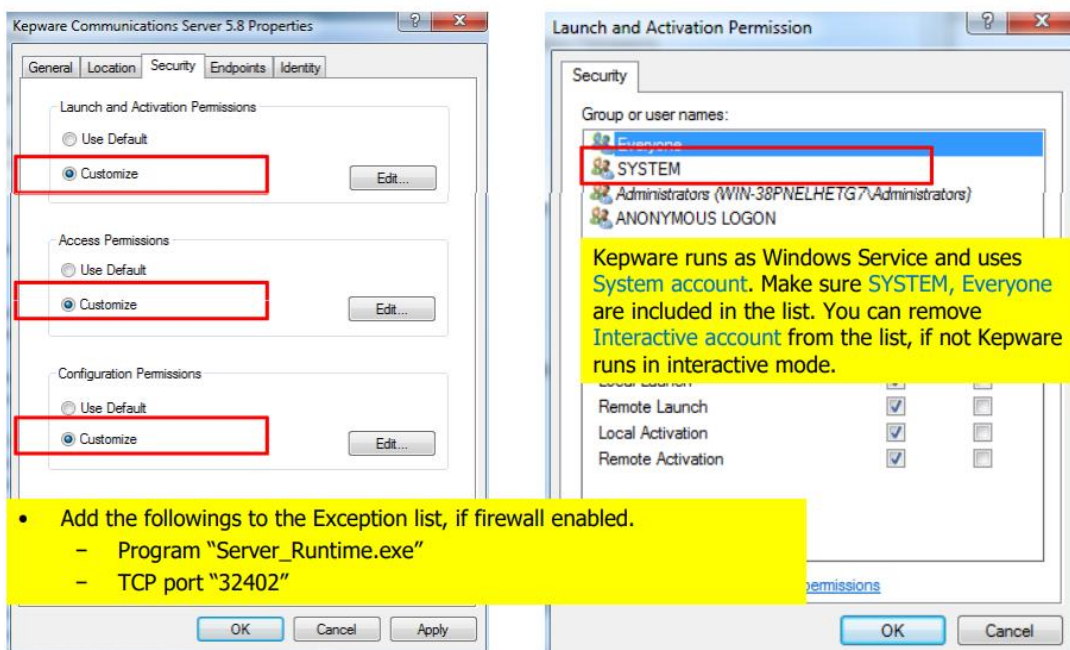 Kepware Communications Server 5.8 Properties
General Location Security Endpoints Identity
Launch and Activation Permissions
Use Default
Customize
Edit...
Access Permissions
Use Default
Customize
Edit...
Configuration Permissions
Use Default
Customize
Edit...
• Add the followings to the Exception list, if firewall enabled.
– Program “Server_Runtime.exe”
– TCP port “32402”
OK Cancel Apply
Launch and Activation Permission
Security
Group or user names:
Everyone
SYSTEM
Administrators (WIN-38PNELHETG7\Administrators)
ANONYMOUS LOGON
Kepware runs as Windows Service and uses
System account. Make sure SYSTEM, Everyone
are included in the list. You can remove
Interactive account from the list, if not Kepware
runs in interactive mode.
Local Launch
Remote Launch
Local Activation
Remote Activation
permissions
OK Cancel